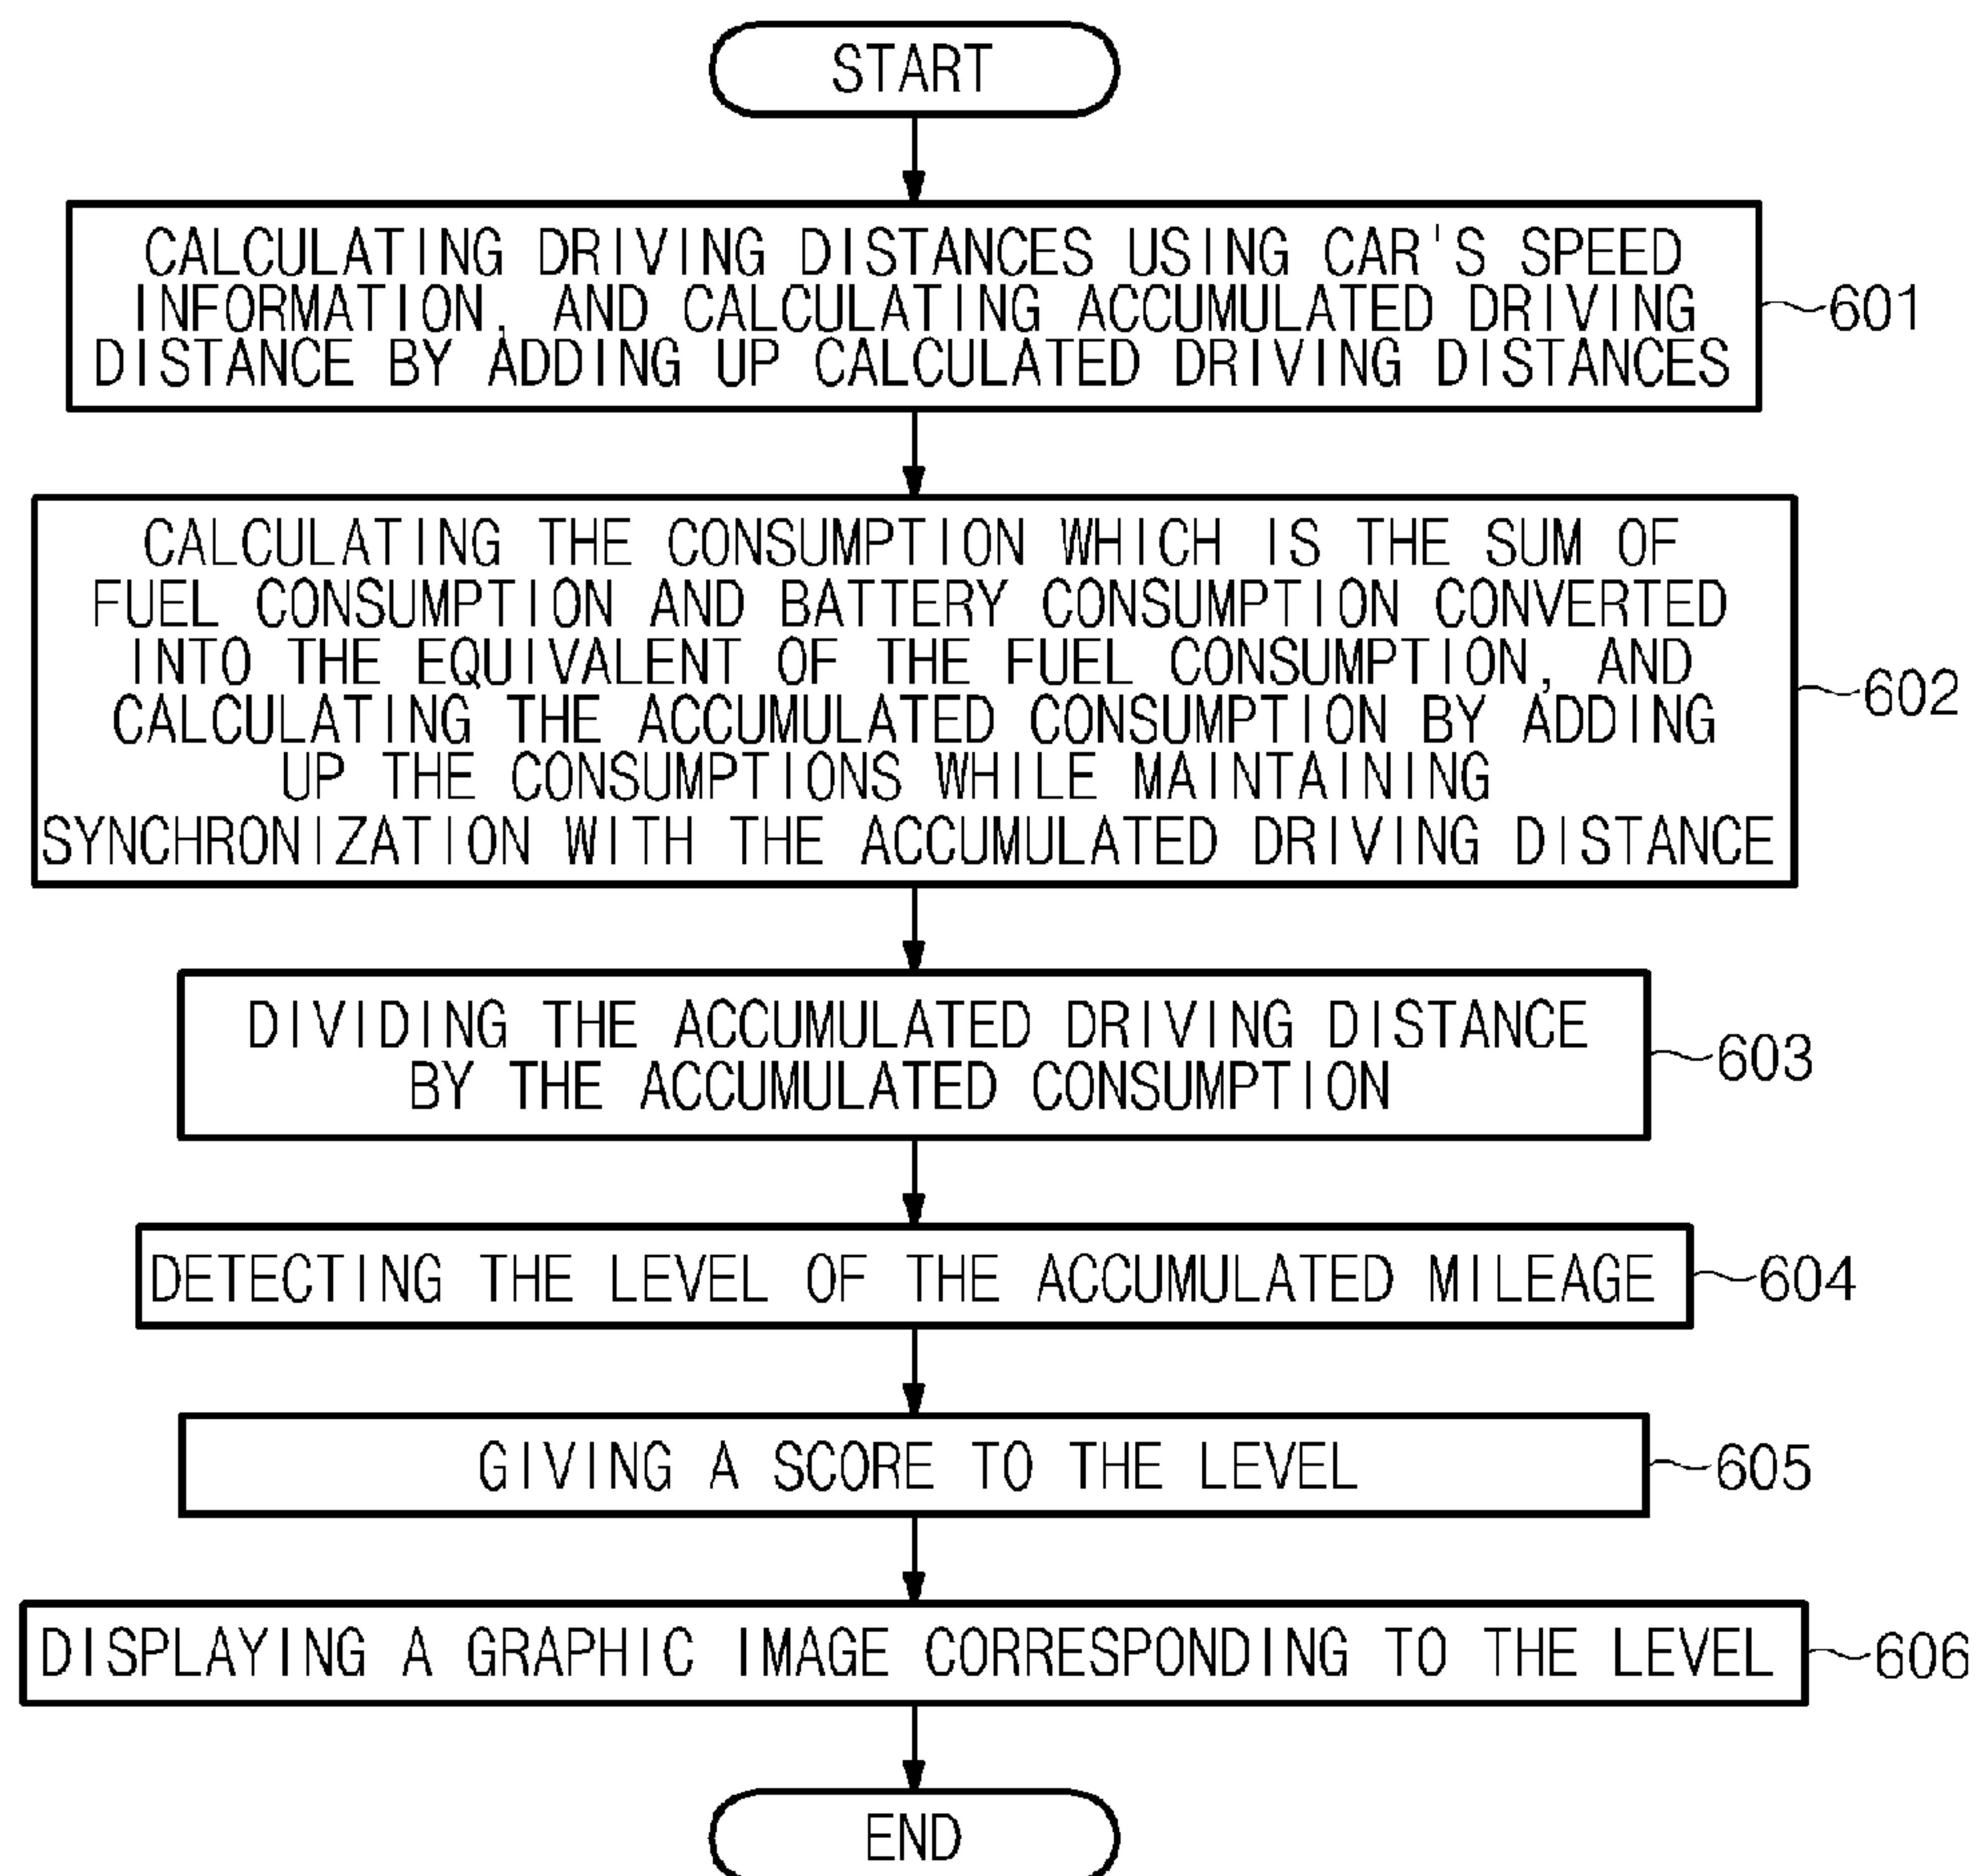 START
CALCULATING DRIVING DISTANCES USING CAR'S SPEED
INFORMATION, AND CALCULATING ACCUMULATED DRIVING
DISTANCE BY ADDING UP CALCULATED DRIVING DISTANCES
601
CALCULATING THE CONSUMPTION WHICH IS THE SUM OF
FUEL CONSUMPTION AND BATTERY CONSUMPTION CONVERTED
INTO THE EQUIVALENT OF THE FUEL CONSUMPTION, AND
CALCULATING THE ACCUMULATED CONSUMPTION BY ADDING
UP THE CONSUMPTIONS WHILE MAINTAINING
SYNCHRONIZATION WITH THE ACCUMULATED DRIVING DISTANCE
602
DIVIDING THE ACCUMULATED DRIVING DISTANCE
BY THE ACCUMULATED CONSUMPTION
603
DETECTING THE LEVEL OF THE ACCUMULATED MILEAGE
604
GIVING A SCORE TO THE LEVEL
605
DISPLAYING A GRAPHIC IMAGE CORRESPONDING TO THE LEVEL
606
END